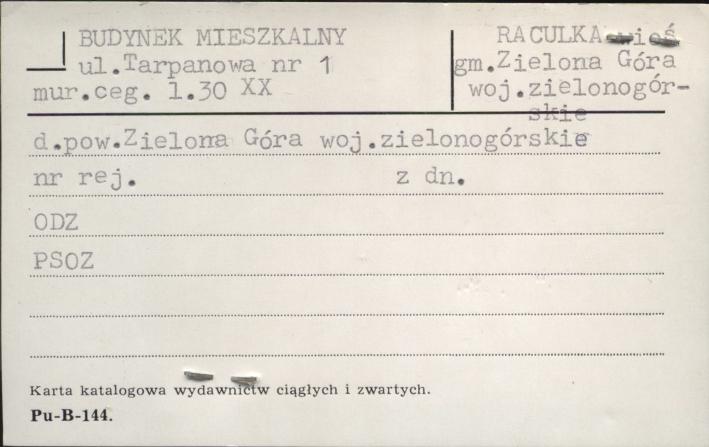 BUDYNEK MIESZKALNY
ul.Tarpanowa nr 1
mur.ceg. l.30 XX
RACULKA-wieś
gm.Zielona Góra
woj.zielonogór-
skie
d.pow.Zielona Góra woj.zielonogórskie
nr rej. z dn.
ODZ
PSOZ
Karta katalogowa wydawnictw ciągłych i zwartych.
Pu-B-144.